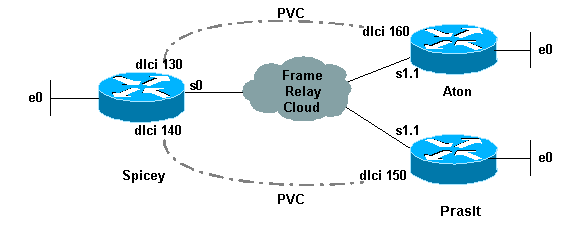 PVC
dlci 160
e0
dlci 130
Frame
Relay
Cloud
s1.1
Aton
s0
e0
dlci 140
s1.1
e0
Spicey
dlci 150
PVC
PrasIt